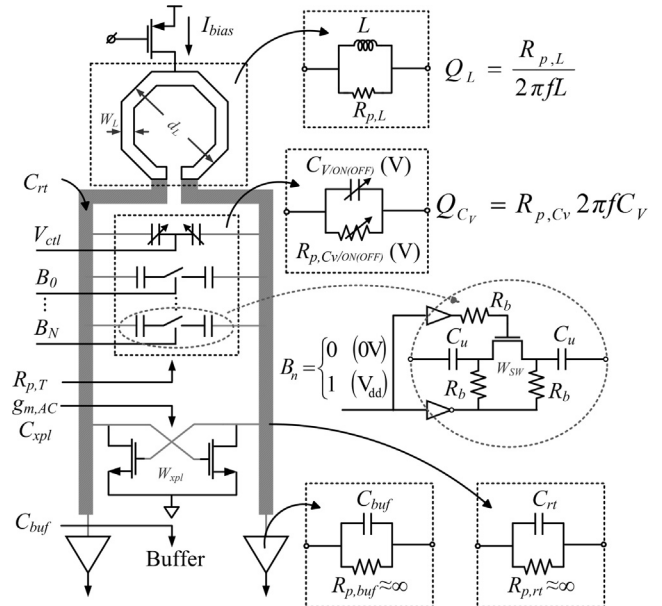 I_bias
L
R_p,L
Q_L = R_p,L / 2πfL
W_L
d_L
C_rt
C_V/ON(OFF) (V)
R_p,Cv/ON(OFF) (V)
Q_C_V = R_p,Cv 2πfC_V
V_ctl
B_0
⋮
B_N
R_b
C_u
W_SW
C_u
R_b
R_b
B_n = { 0 (0V)
1 (V_dd)
R_p,T
g_m,AC
C_xpl
W_xpl
C_buf
Buffer
C_buf
R_p,buf≈∞
C_rt
R_p,rt≈∞